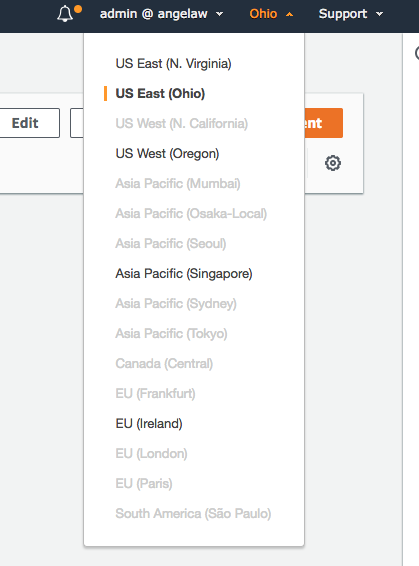 admin @ angelaw Ohio Support
US East (N. Virginia)
Edit US East (Ohio)
US West (N. California) ent
US West (Oregon)
Asia Pacific (Mumbai)
Asia Pacific (Osaka-Local)
Asia Pacific (Seoul)
Asia Pacific (Singapore)
Asia Pacific (Sydney)
Asia Pacific (Tokyo)
Canada (Central)
EU (Frankfurt)
EU (Ireland)
EU (London)
EU (Paris)
South America (São Paulo)